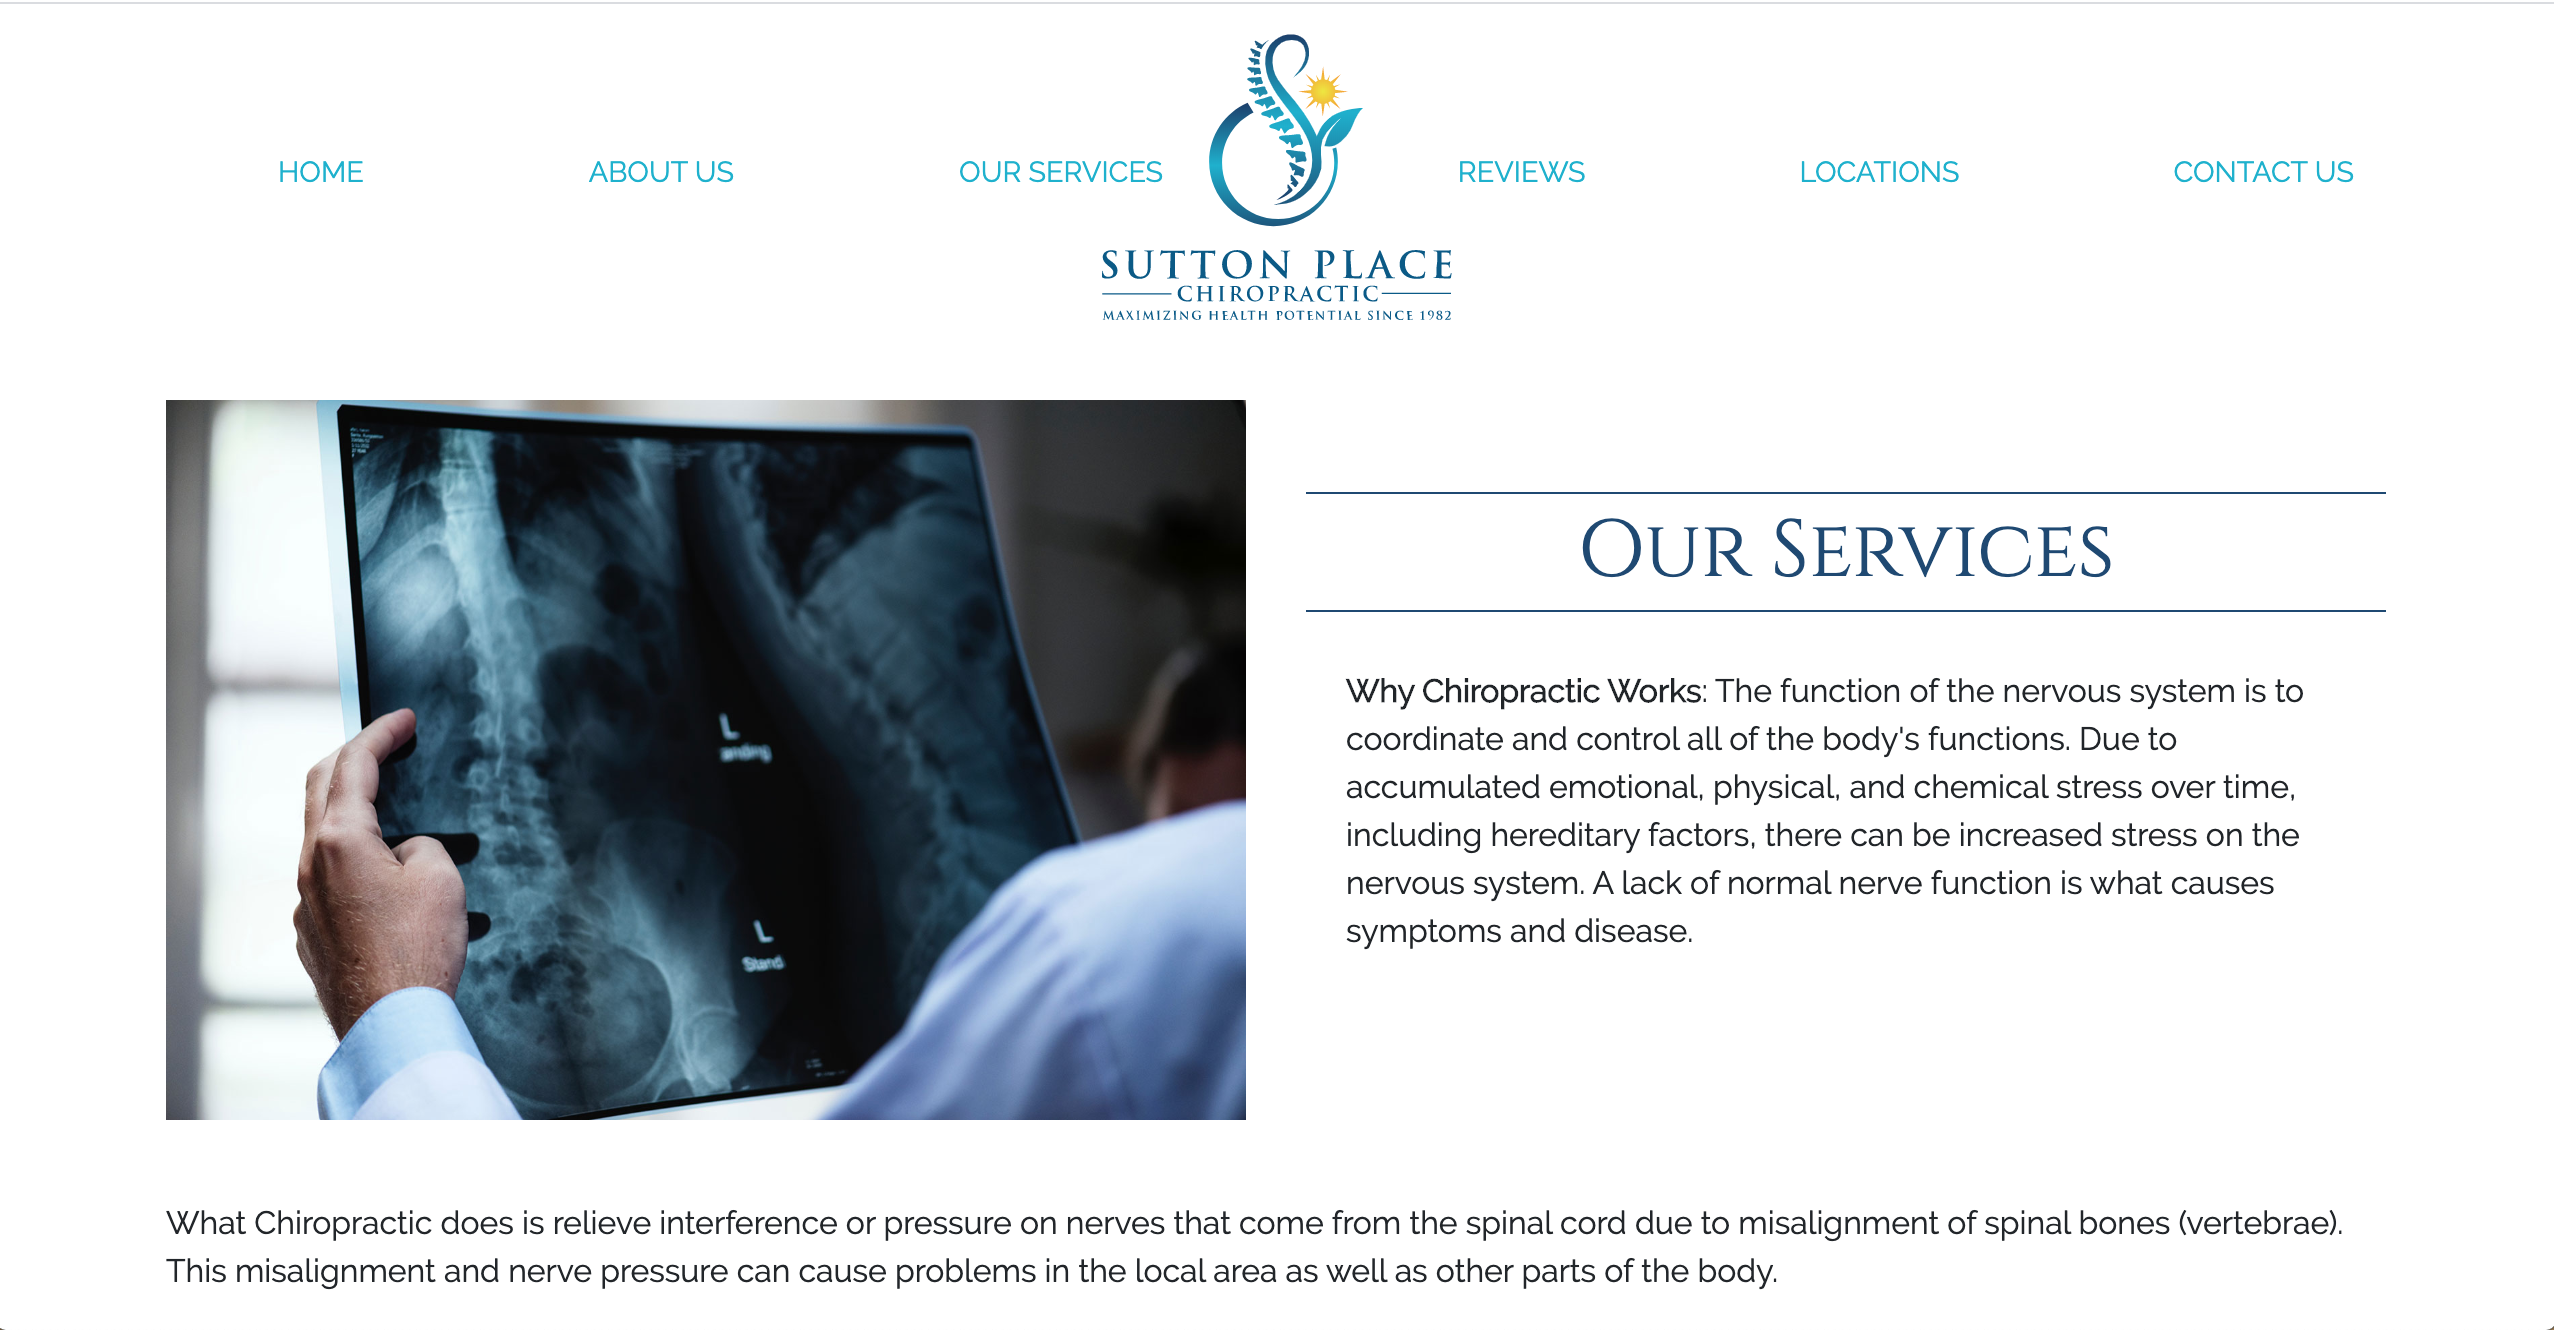 HOME
ABOUT US
OUR SERVICES
REVIEWS
LOCATIONS
CONTACT US
SUTTON PLACE
CHIROPRACTIC
MAXIMIZING HEALTH POTENTIAL SINCE 1982
OUR SERVICES
Why Chiropractic Works: The function of the nervous system is to
coordinate and control all of the body's functions. Due to
accumulated emotional, physical, and chemical stress over time,
including hereditary factors, there can be increased stress on the
nervous system. A lack of normal nerve function is what causes
symptoms and disease.
L
anding
L
Stand
What Chiropractic does is relieve interference or pressure on nerves that come from the spinal cord due to misalignment of spinal bones (vertebrae).
This misalignment and nerve pressure can cause problems in the local area as well as other parts of the body.